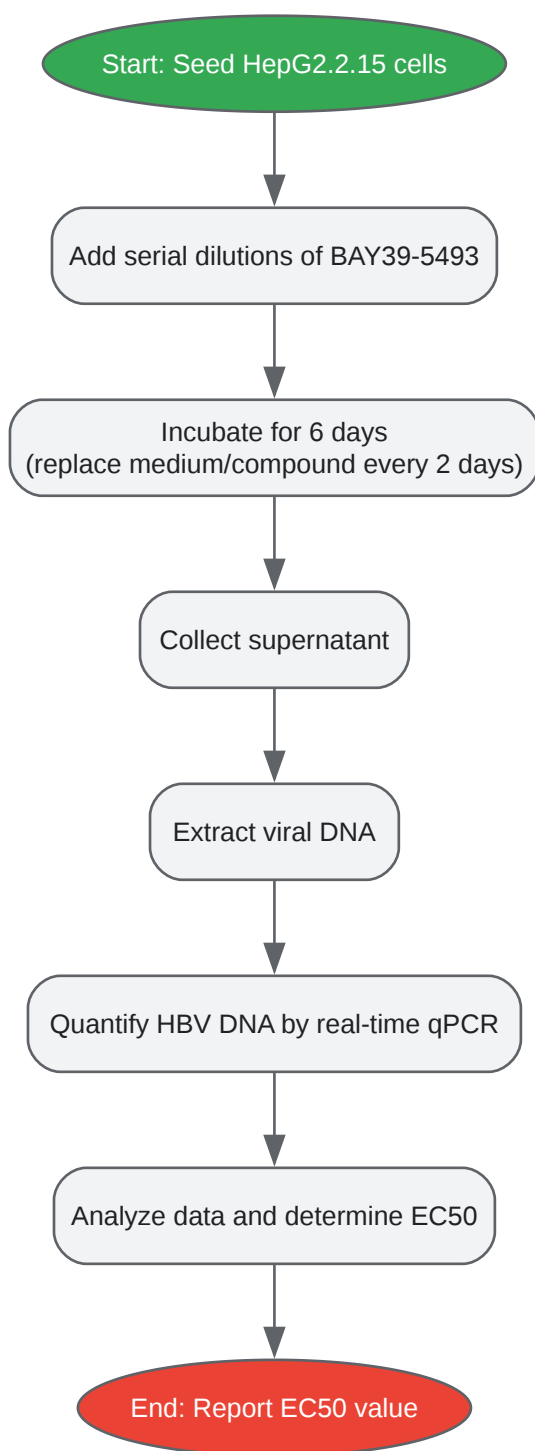 Start: Seed HepG2.2.15 cells
Add serial dilutions of BAY39-5493
Incubate for 6 days
(replace medium/compound every 2 days)
Collect supernatant
Extract viral DNA
Quantify HBV DNA by real-time qPCR
Analyze data and determine EC50
End: Report EC50 value